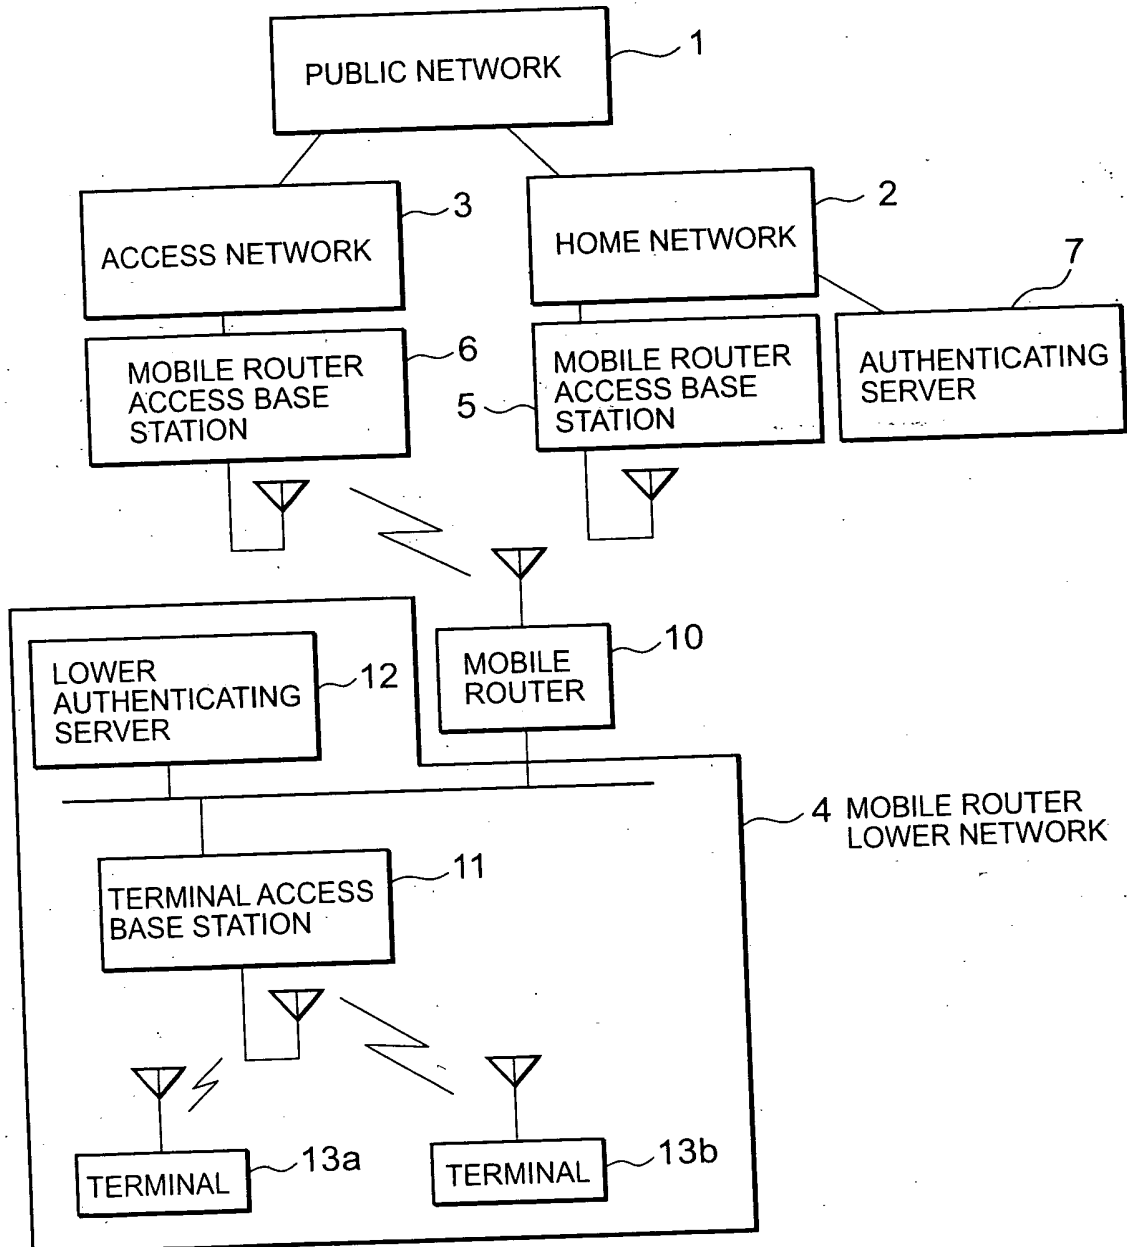 PUBLIC NETWORK
1
ACCESS NETWORK
3
HOME NETWORK
2
7
MOBILE ROUTER
ACCESS BASE
STATION
6
MOBILE ROUTER
ACCESS BASE
STATION
5
AUTHENTICATING
SERVER
LOWER
AUTHENTICATING
SERVER
12
MOBILE
ROUTER
10
4 MOBILE ROUTER
LOWER NETWORK
TERMINAL ACCESS
BASE STATION
11
TERMINAL
13a
TERMINAL
13b